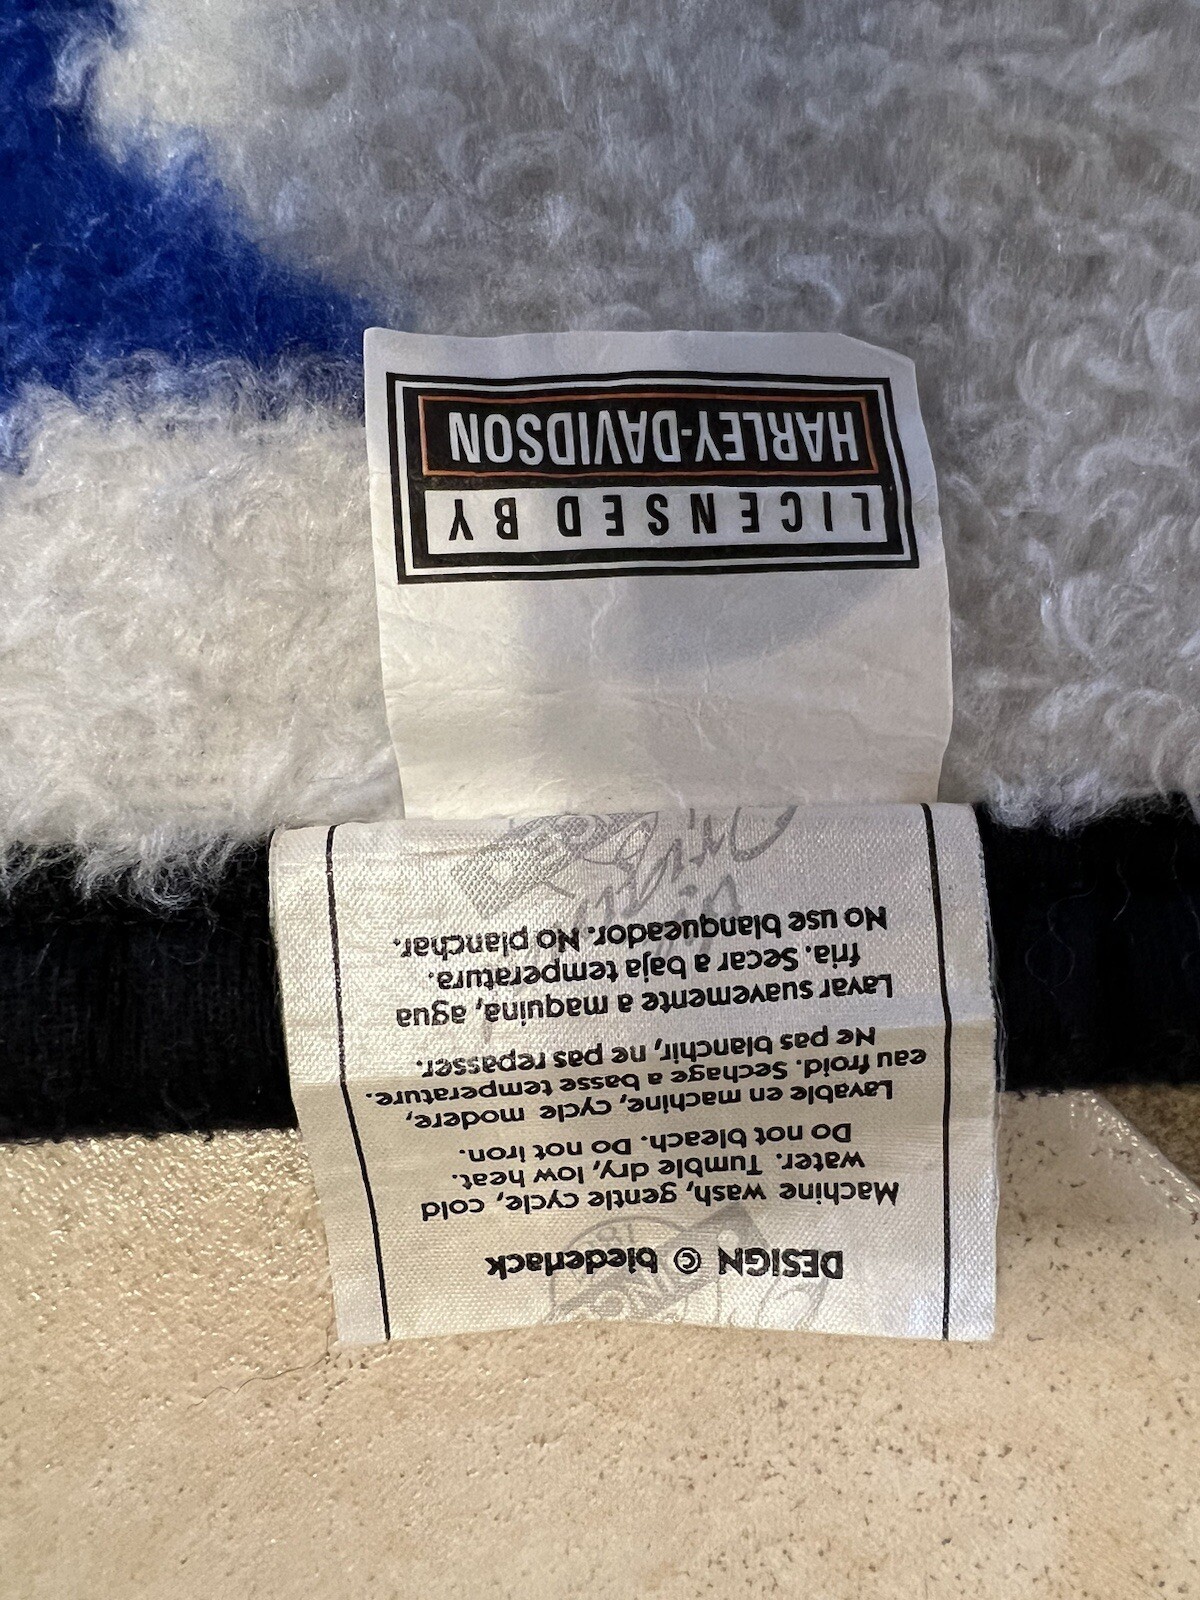 DESIGN © biederlack
Machine wash, gentle cycle, cold
water. Tumble dry, low heat.
Do not bleach. Do not iron.
Lavable en machine, cycle modere,
eau froid. Sechage a basse temperature.
Ne pas blanchir, ne pas repasser.
Lavar suavemente a maquina, agua
fria. Secar a baja temperatura.
No use blanqueador. No planchar.
LICENSED BY
HARLEY-DAVIDSON